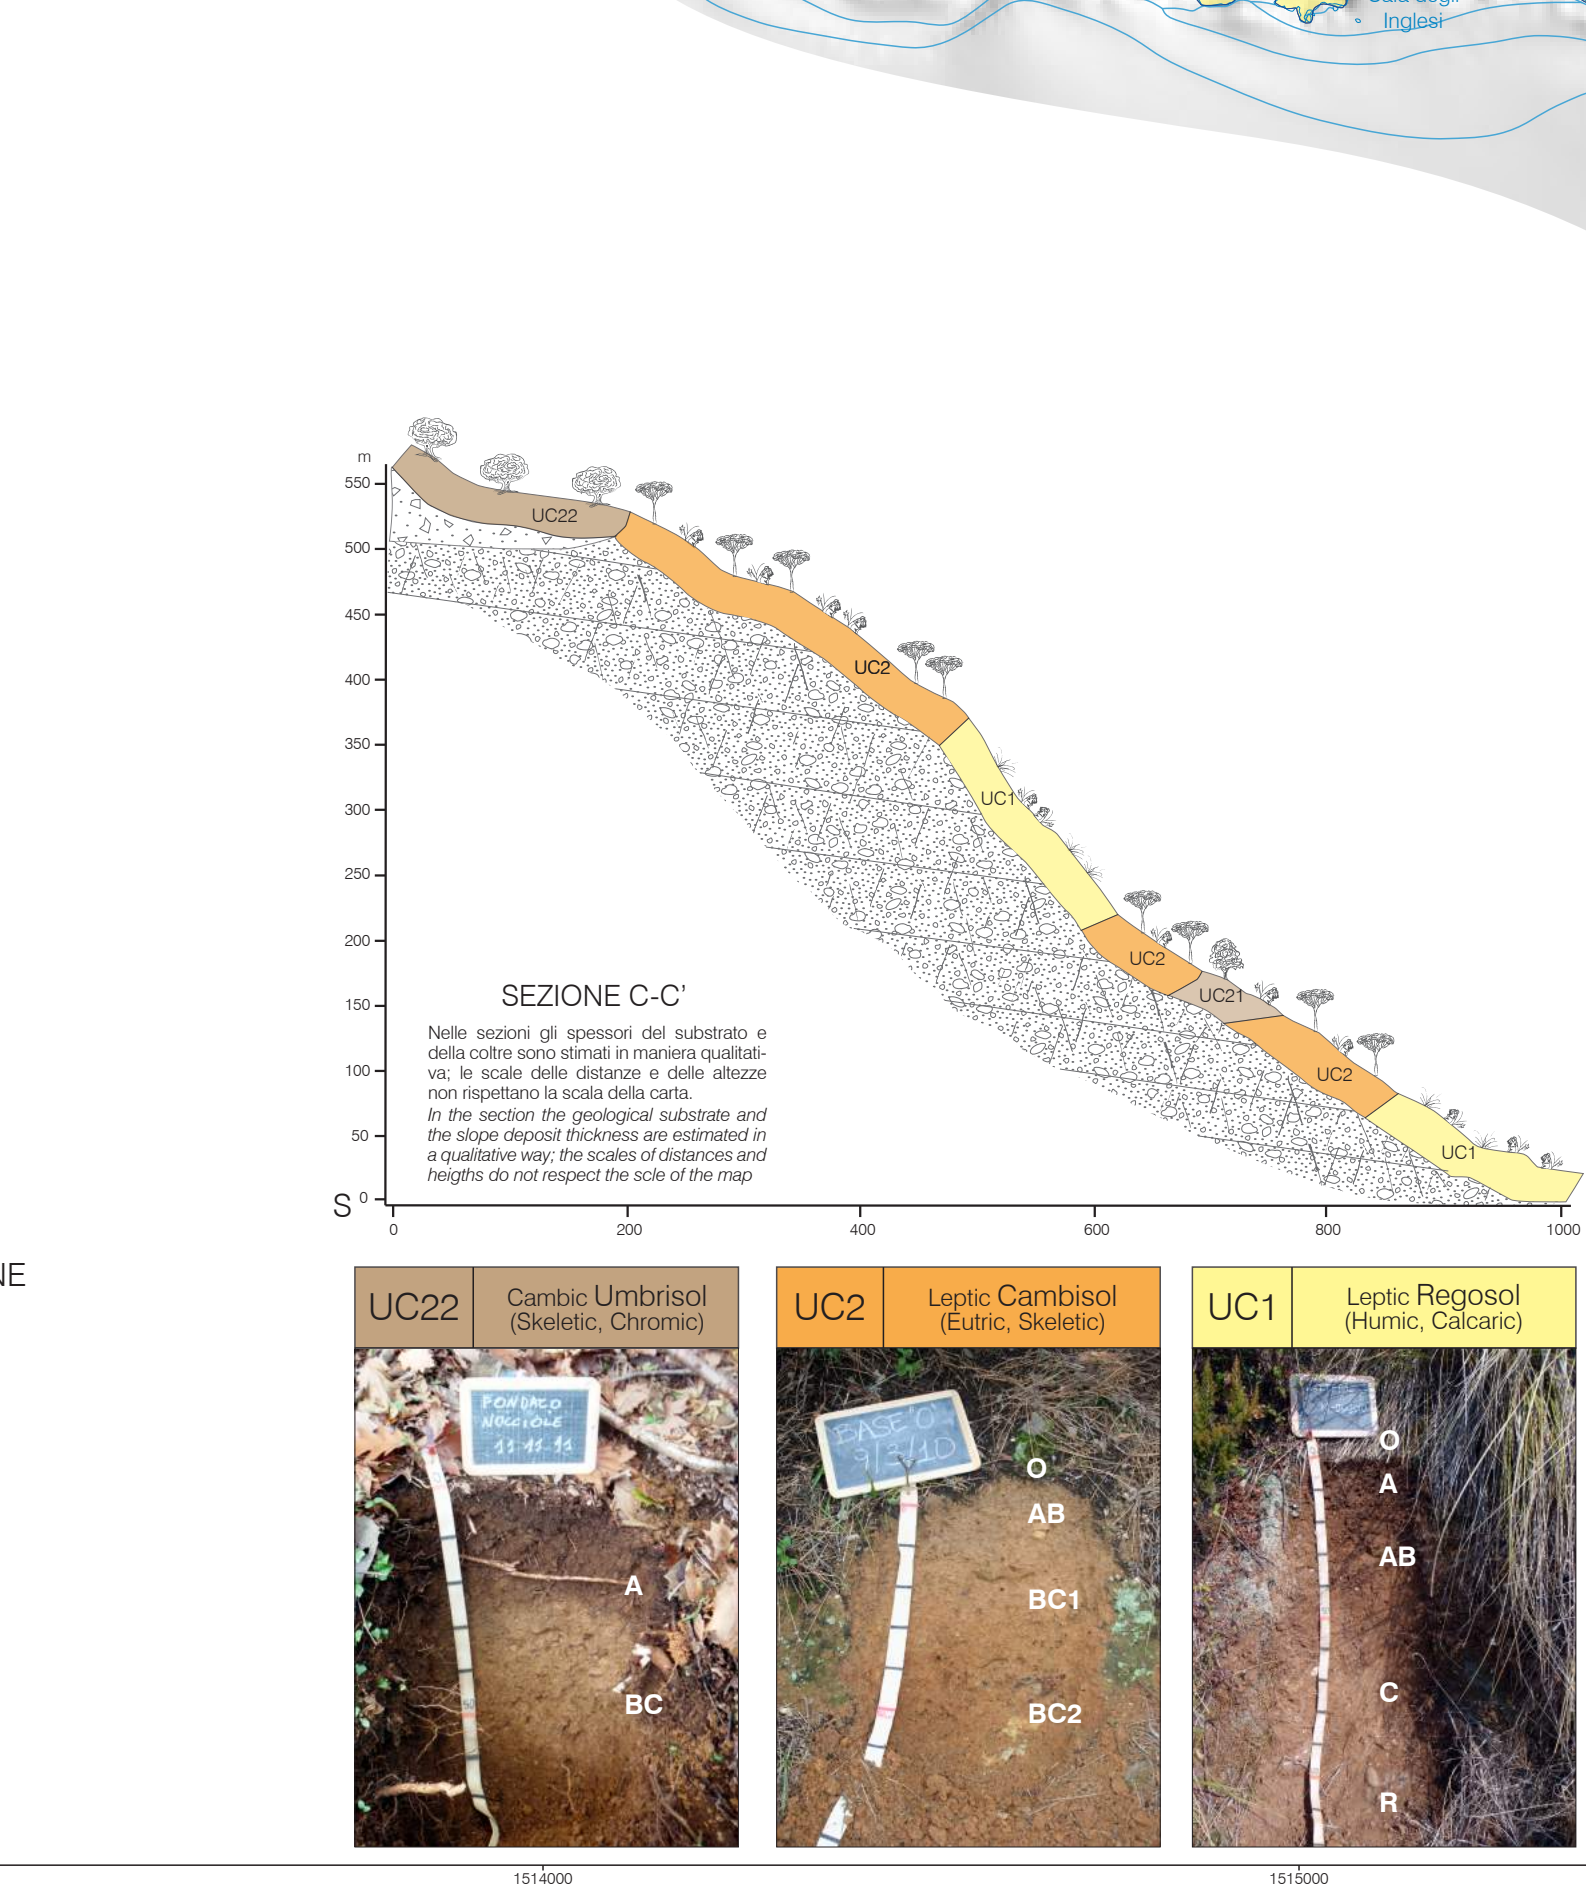 Inglesi
m
550
500
450
400
350
300
250
200
150
100
50
0
S
0
200
400
600
800
1000
UC22
UC2
UC1
UC2
UC21
UC2
UC1
SEZIONE C-C’
Nelle sezioni gli spessori del substrato e
della coltre sono stimati in maniera qualitati-
va; le scale delle distanze e delle altezze
non rispettano la scala della carta.
In the section the geological substrate and
the slope deposit thickness are estimated in
a qualitative way; the scales of distances and
heigths do not respect the scle of the map
NE
UC22
Cambic Umbrisol
(Skeletic, Chromic)
FONDACO
NOCCIOLE
11.11.11
A
BC
UC2
Leptic Cambisol
(Eutric, Skeletic)
BASE "O"
9/3/10
O
AB
BC1
BC2
UC1
Leptic Regosol
(Humic, Calcaric)
O
A
AB
C
R
1514000
1515000